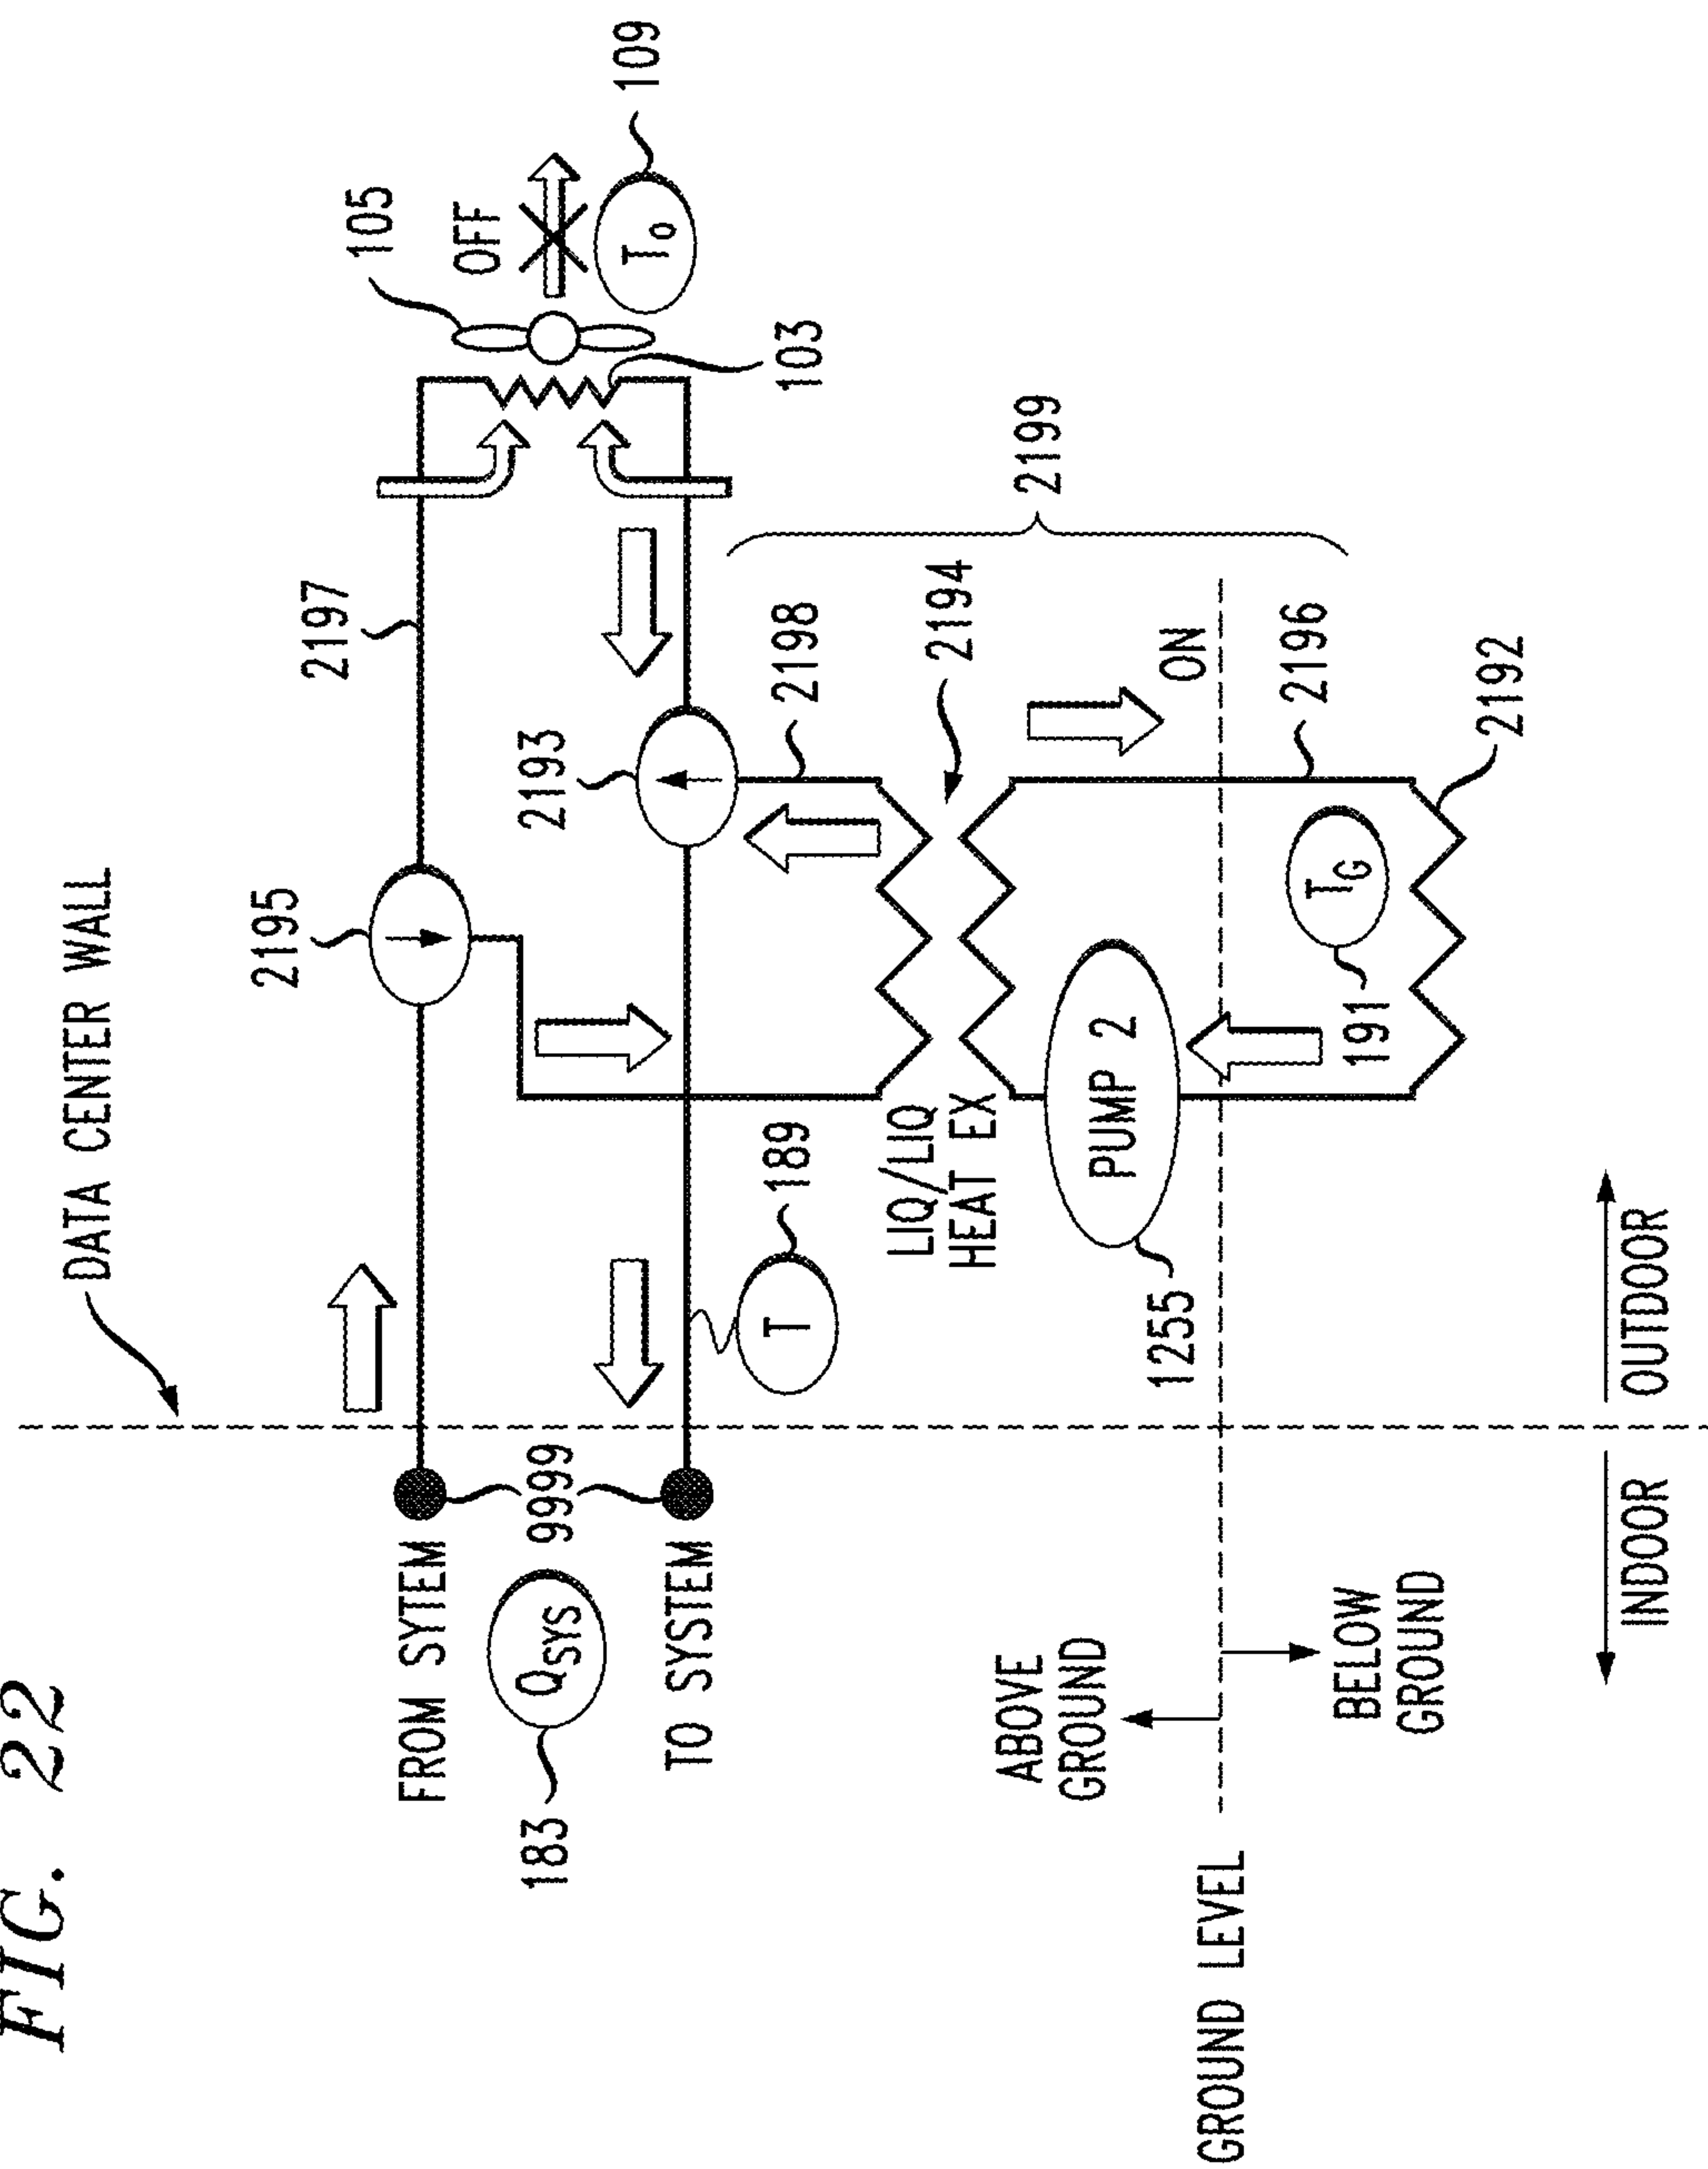 FIG. 22
DATA CENTER WALL
2195
2197
105
OFF
109
T0
103
FROM SYTEM
9999
QSYS
183
TO SYSTEM
T
189
2193
2198
2199
2194
LIQ/LIQ
HEAT EX
PUMP 2
1255
ON
2196
2192
TG
191
ABOVE
GROUND
GROUND LEVEL
BELOW
GROUND
INDOOR
OUTDOOR